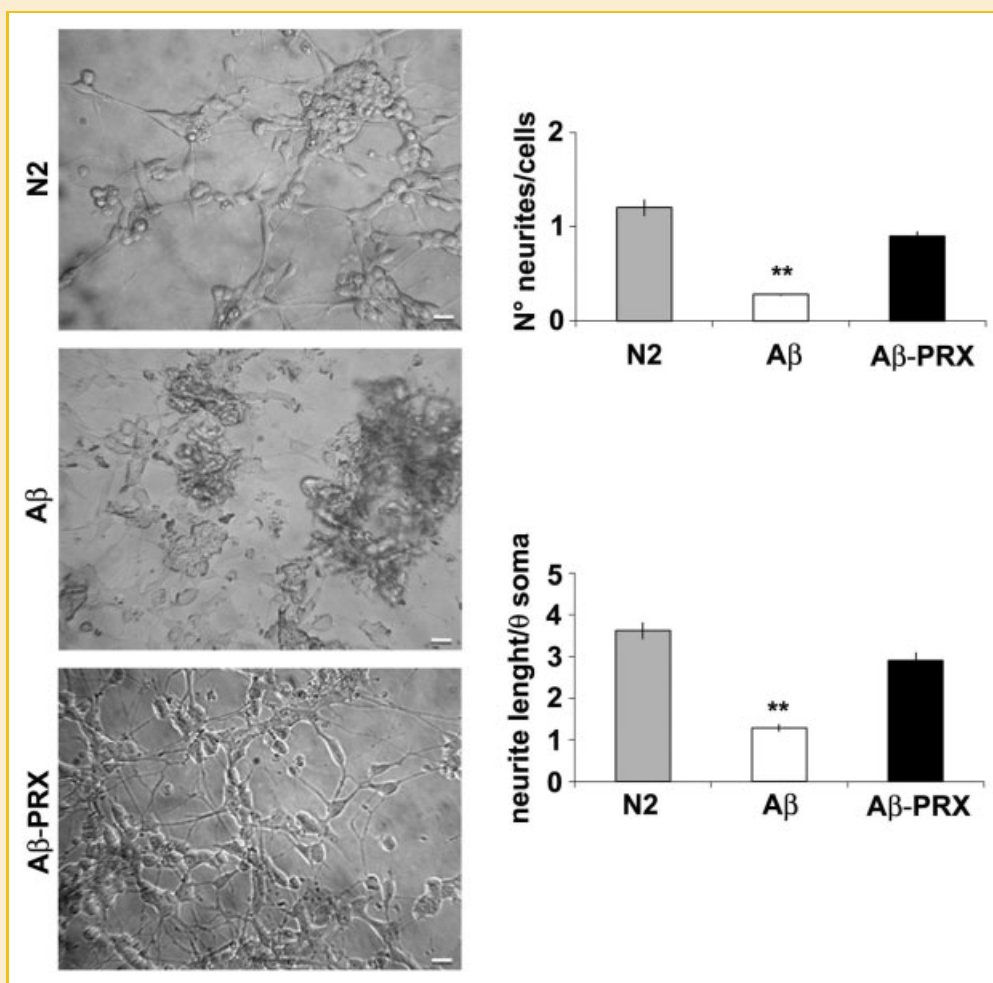 N2
Aβ
Aβ-PRX
N° neurites/cells
2
1
0
**
N2
Aβ
Aβ-PRX
neurite lenght/θ soma
5
4
3
2
1
0
**
N2
Aβ
Aβ-PRX